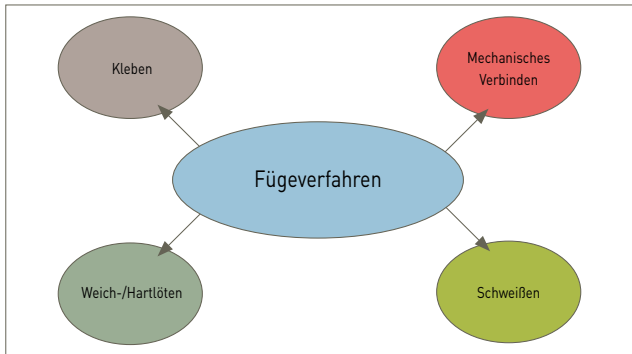 Kleben
Mechanisches
Verbinden
Fügeverfahren
Weich-/Hartlöten
Schweißen